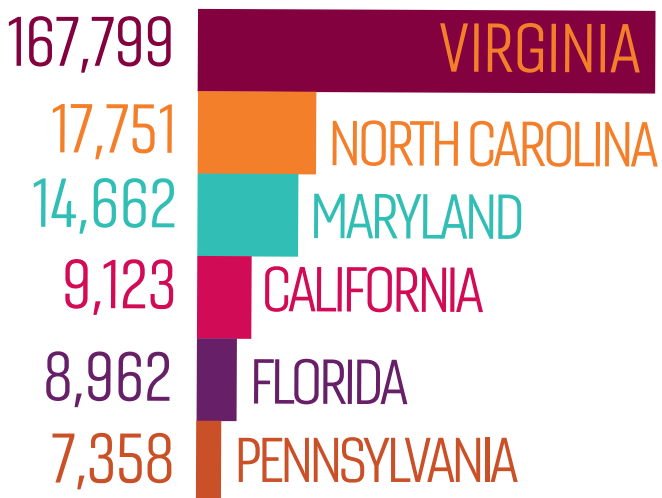 167,799 VIRGINIA
17,751 NORTH CAROLINA
14,662 MARYLAND
9,123 CALIFORNIA
8,962 FLORIDA
7,358 PENNSYLVANIA